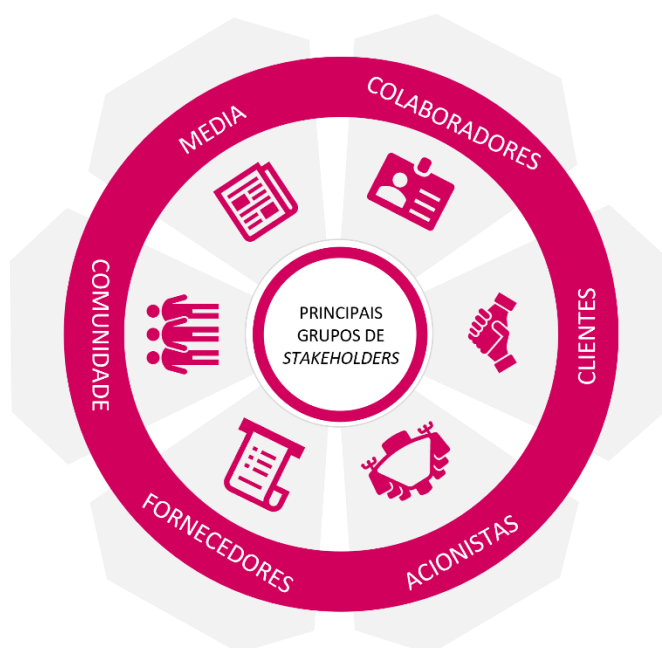 MEDIA
COLABORADORES
COMUNIDADE
PRINCIPAIS
GRUPOS DE
STAKEHOLDERS
CLIENTES
FORNECEDORES
ACIONISTAS